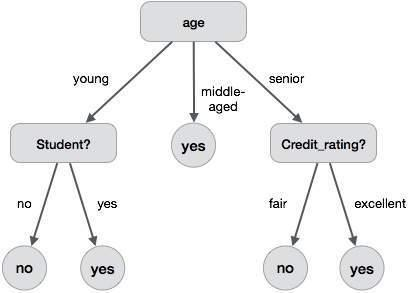 age
young
middle-
aged
senior
Student?
yes
Credit_rating?
no
yes
fair
excellent
no
yes
no
yes